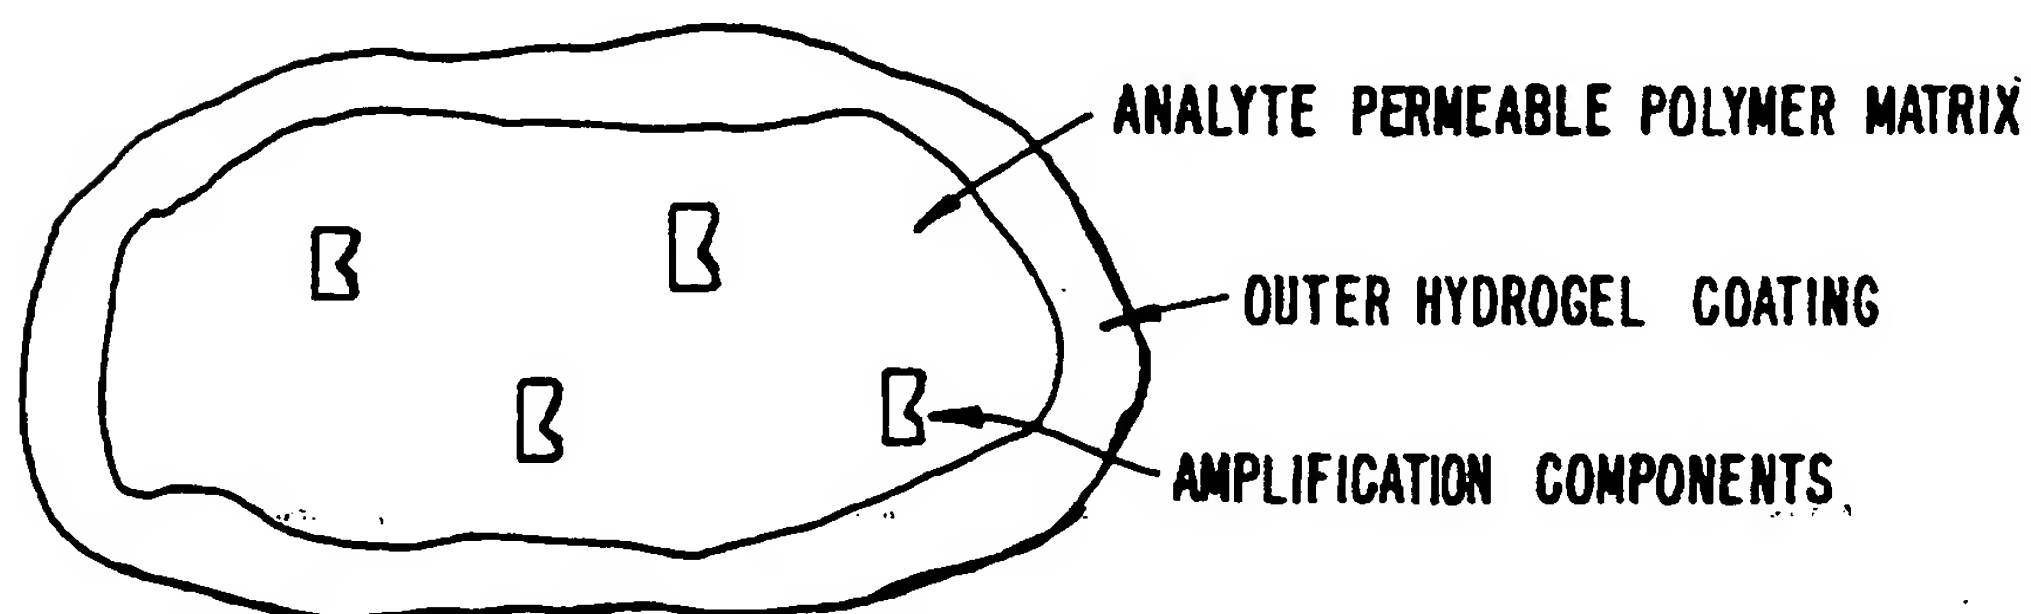 ANALYTE PERMEABLE POLYMER MATRIX
OUTER HYDROGEL COATING
AMPLIFICATION COMPONENTS